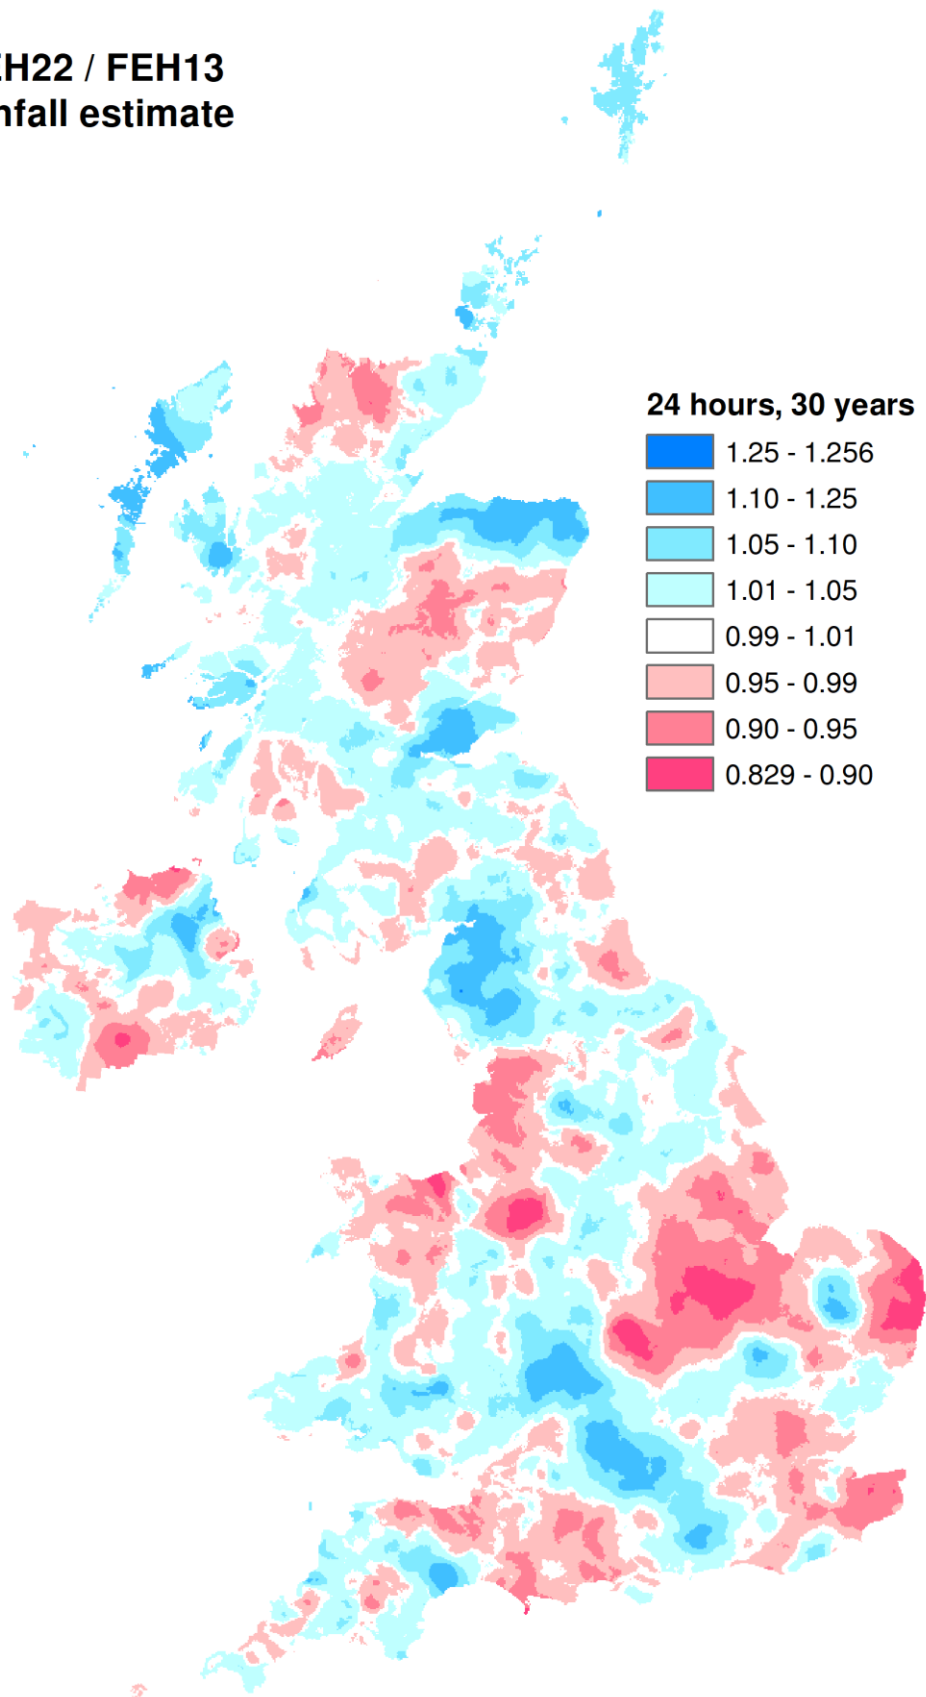 EH22 / FEH13
nfall estimate
24 hours, 30 years
1.25 - 1.256
1.10 - 1.25
1.05 - 1.10
1.01 - 1.05
0.99 - 1.01
0.95 - 0.99
0.90 - 0.95
0.829 - 0.90